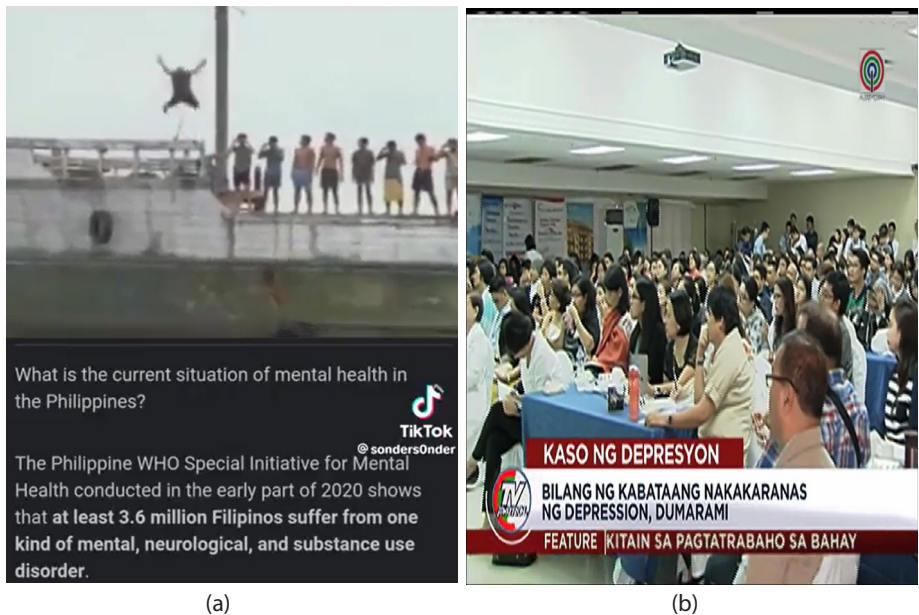 What is the current situation of mental health in
the Philippines?
TikTok
@sonders0nder
The Philippine WHO Special Initiative for Mental
Health conducted in the early part of 2020 shows
that at least 3.6 million Filipinos suffer from one
kind of mental, neurological, and substance use
disorder.
(a)
KASO NG DEPRESYON
TV
PATROL
BILANG NG KABATAANG NAKAKARANAS
NG DEPRESSION, DUMARAMI
FEATURE KITAIN SA PAGTATRABAHO SA BAHAY
(b)